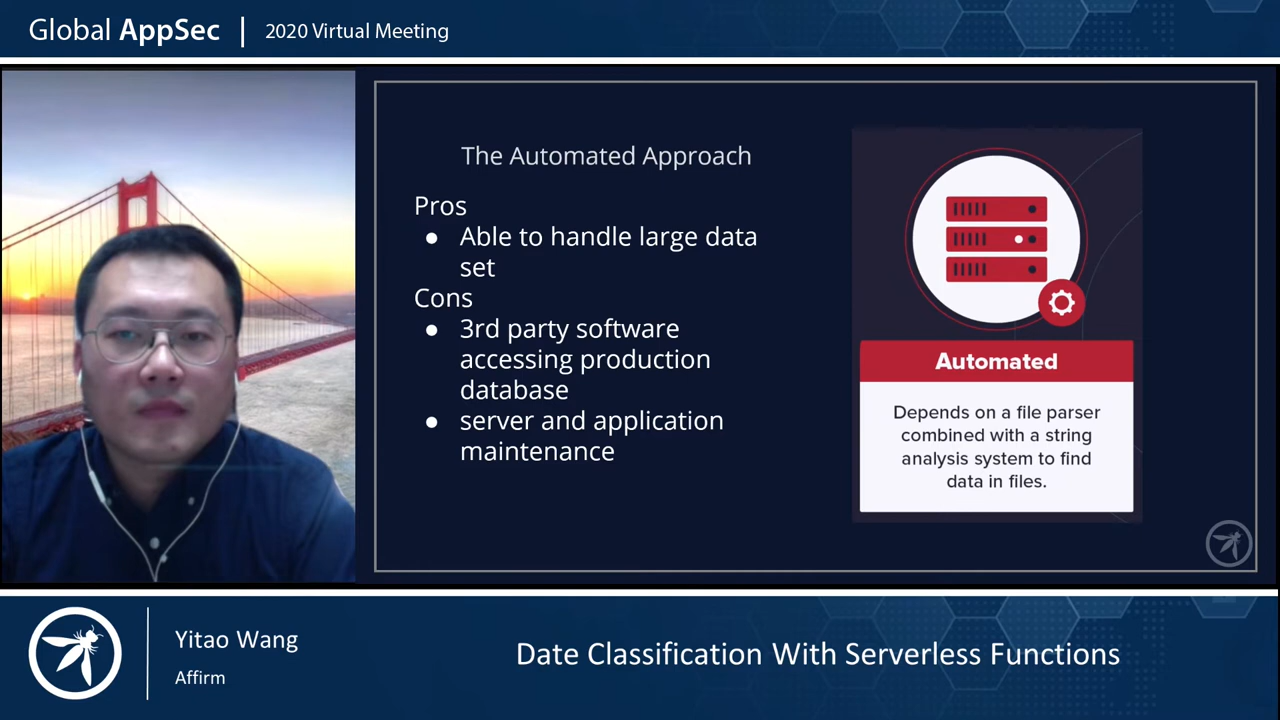 Global AppSec | 2020 Virtual Meeting
The Automated Approach
Pros
● Able to handle large data
set
Cons
● 3rd party software
accessing production
database
● server and application
maintenance
Automated
Depends on a file parser
combined with a string
analysis system to find
data in files.
Yitao Wang
Affirm
Date Classification With Serverless Functions